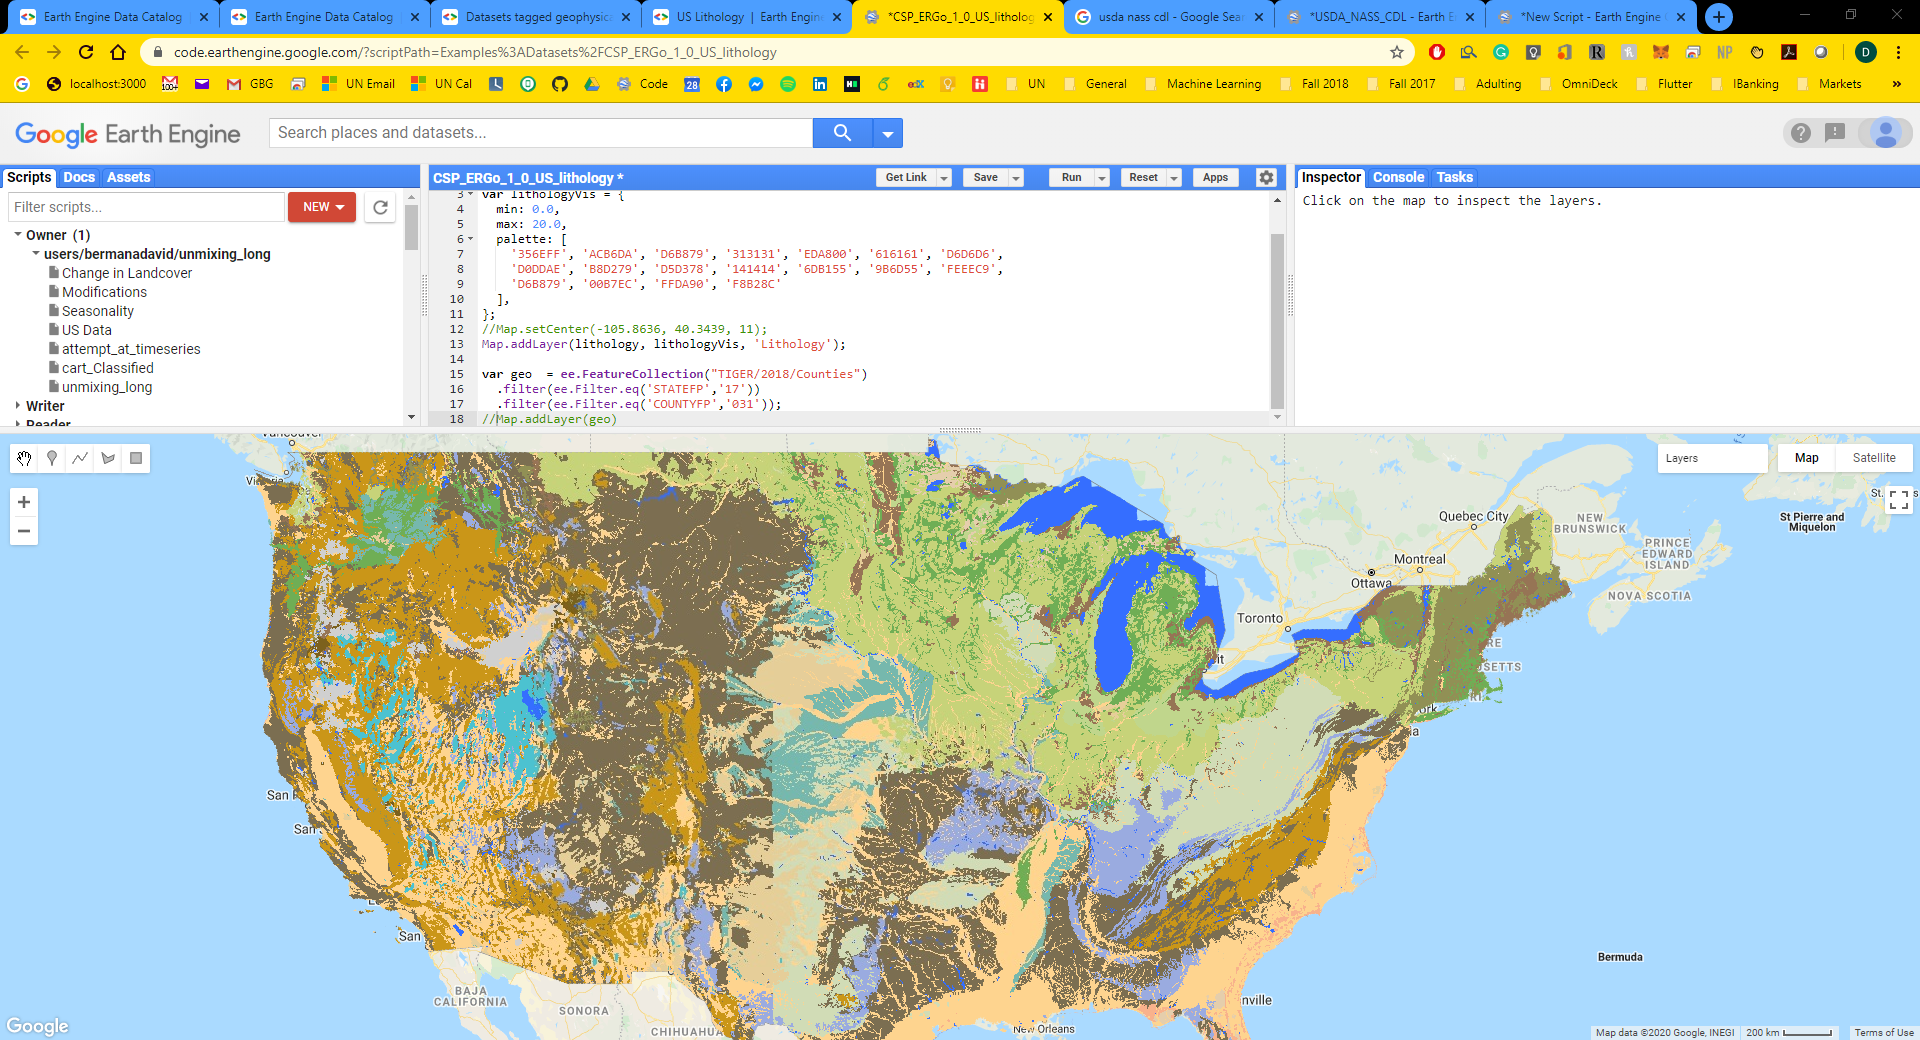 Earth Engine Data Catalog
Earth Engine Data Catalog
Datasets tagged geophysica
US Lithology | Earth Engine
*CSP_ERGo_1_0_US_litholog
usda nass cdl - Google Sear
*USDA_NASS_CDL - Earth E
*New Script - Earth Engine
code.earthengine.google.com/?scriptPath=Examples%3ADatasets%2FCSP_ERGo_1_0_US_lithology
NP
D
localhost:3000
100+
GBG
UN Email
UN Cal
Code
28
UN
General
Machine Learning
Fall 2018
Fall 2017
Adulting
OmniDeck
Flutter
IBanking
Markets
»
Google Earth Engine
Search places and datasets...
Scripts Docs Assets
Filter scripts...
NEW
Owner (1)
users/bermanadavid/unmixing_long
Change in Landcover
Modifications
Seasonality
US Data
attempt_at_timeseries
cart_Classified
unmixing_long
Writer
Reader
CSP_ERGo_1_0_US_lithology *
Get Link
Save
Run
Reset
Apps
3 var lithologyVis = {
4 min: 0.0,
5 max: 20.0,
6 palette: [
7 '356EFF', 'ACB6DA', 'D6B879', '313131', 'EDA800', '616161', 'D6D6D6',
8 'D0DDAE', 'B8D279', 'D5D378', '141414', '6DB155', '9B6D55', 'FEEEC9',
9 'D6B879', '00B7EC', 'FFDA90', 'F8B28C'
10 ],
11 };
12 //Map.setCenter(-105.8636, 40.3439, 11);
13 Map.addLayer(lithology, lithologyVis, 'Lithology');
14
15 var geo = ee.FeatureCollection("TIGER/2018/Counties")
16 .filter(ee.Filter.eq('STATEFP','17'))
17 .filter(ee.Filter.eq('COUNTYFP','031'));
18 //Map.addLayer(geo)
Inspector Console Tasks
Click on the map to inspect the layers.
Layers
Map
Satellite
Vancouver
Quebec City
Montreal
Ottawa
Toronto
NEW
BRUNSWICK
PRINCE
EDWARD
ISLAND
NOVA SCOTIA
St Pierre and
Miquelon
St.
it
RE
SETTS
R.I.
ork
a
San F
San
San
BAJA
CALIFORNIA
SONORA
CHIHUAHUA
New Orleans
nville
Bermuda
Google
Map data ©2020 Google, INEGI
200 km
Terms of Use